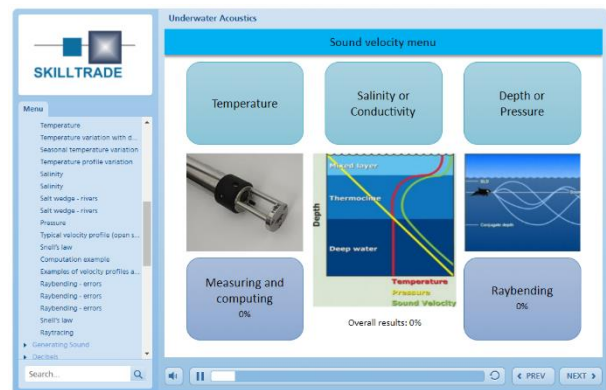 Underwater Acoustics
SKILLTRADE
Menu
Temperature
Temperature variation with d...
Seasonal temperature variation
Temperature profile variation
Salinity
Salinity
Salt wedge - rivers
Salt wedge - rivers
Pressure
Typical velocity profile (open s...
Snell's law
Computation example
Examples of velocity profiles a...
Raybending - errors
Raybending - errors
Raybending - errors
Snell's law
Raytracing
Generating Sound
Decibels
Search...
Sound velocity menu
Temperature
Salinity or
Conductivity
Depth or
Pressure
Mixed layer
Thermocline
Deep water
Depth
Temperature
Pressure
Sound Velocity
Conjugate depth
Measuring and
computing
0%
Overall results: 0%
Raybending
0%
PREV
NEXT